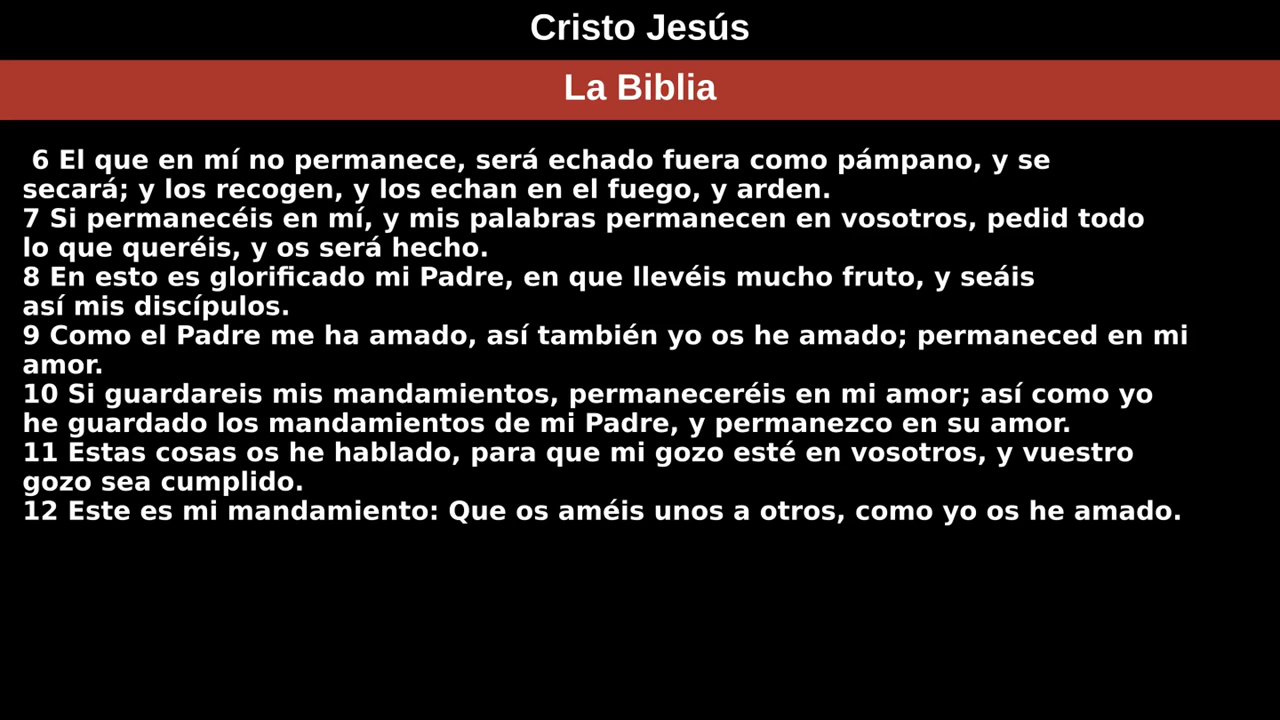 Cristo Jesús
La Biblia
6 El que en mí no permanece, será echado fuera como pámpano, y se
secará; y los recogen, y los echan en el fuego, y arden.
7 Si permanecéis en mí, y mis palabras permanecen en vosotros, pedid todo
lo que queréis, y os será hecho.
8 En esto es glorificado mi Padre, en que llevéis mucho fruto, y seáis
así mis discípulos.
9 Como el Padre me ha amado, así también yo os he amado; permaneced en mi
amor.
10 Si guardareis mis mandamientos, permaneceréis en mi amor; así como yo
he guardado los mandamientos de mi Padre, y permanezco en su amor.
11 Estas cosas os he hablado, para que mi gozo esté en vosotros, y vuestro
gozo sea cumplido.
12 Este es mi mandamiento: Que os améis unos a otros, como yo os he amado.